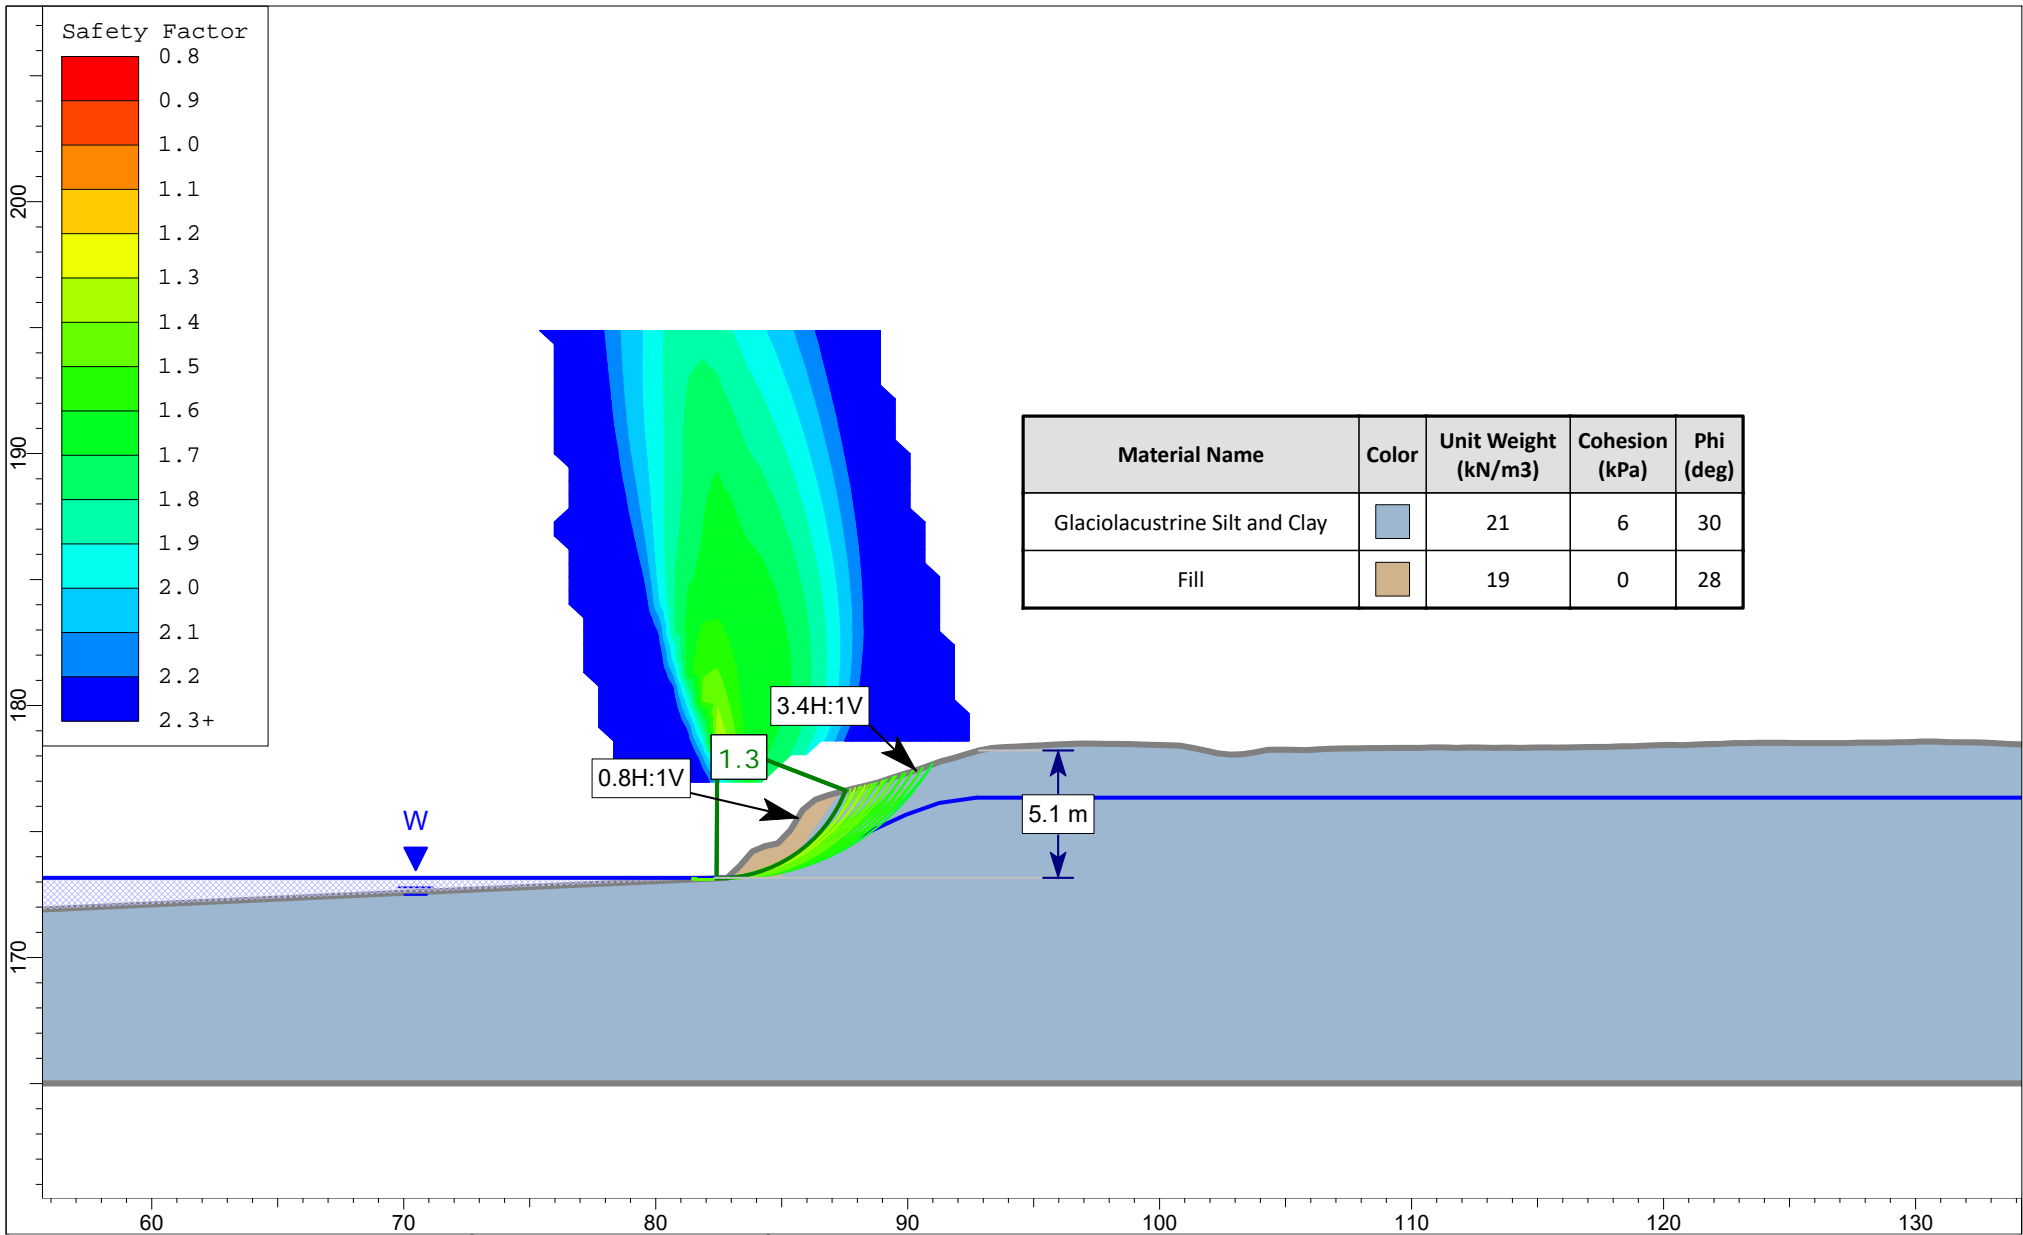 Safety Factor
0.8
0.9
1.0
1.1
1.2
1.3
1.4
1.5
1.6
1.7
1.8
1.9
2.0
2.1
2.2
2.3+
200
190
180
170
Material Name Color Unit Weight (kN/m3) Cohesion (kPa) Phi (deg)
Glaciolacustrine Silt and Clay 21 6 30
Fill 19 0 28
3.4H:1V
1.3
0.8H:1V
5.1 m
W
60 70 80 90 100 110 120 130